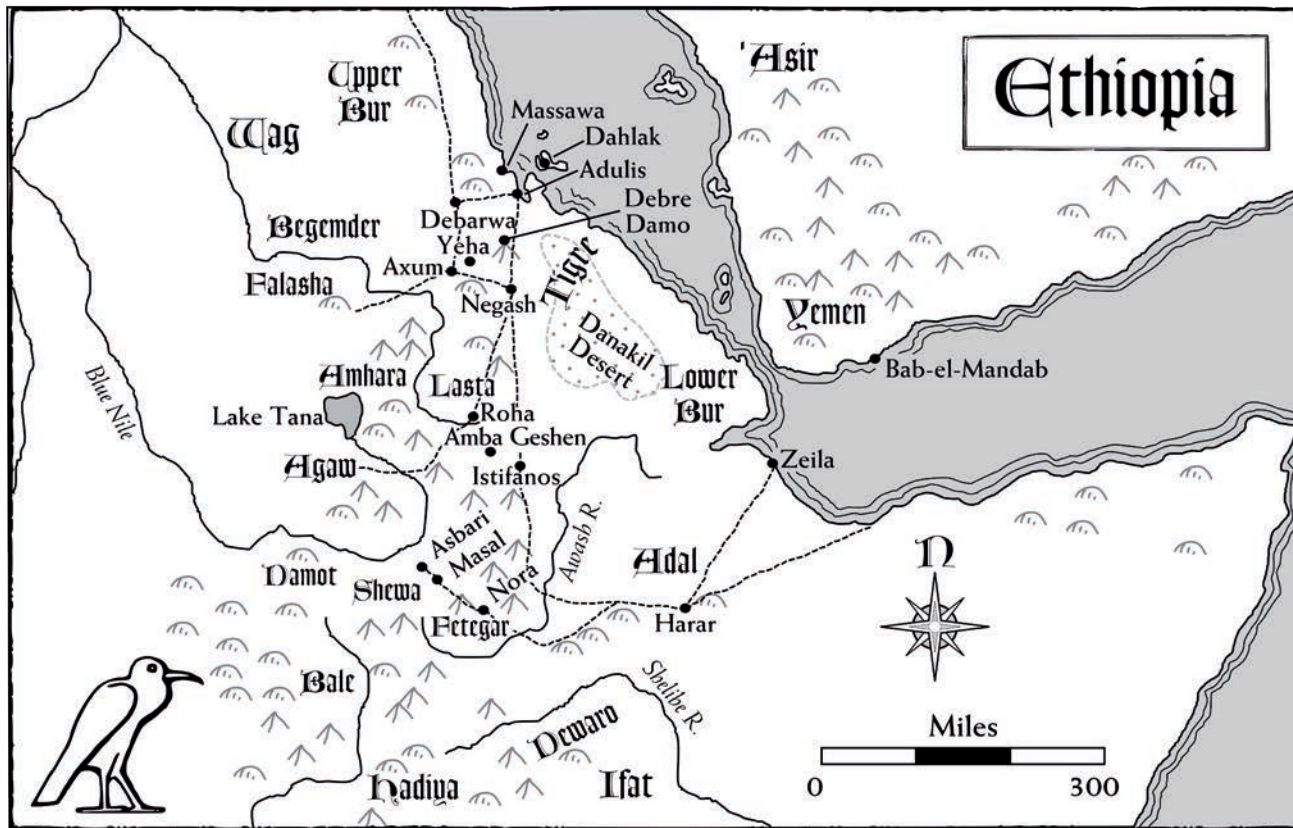 Ethiopia
'Asir
Upper
Bur
Wag
Massawa
Dahlak
Adulis
Debarwa
Debre
Damo
Begemder
Yeha
Axum
Falasha
Negash
Tigre
Danakil
Desert
Yemen
Bab-el-Mandab
Blue Nile
Amhara
Lasta
Lower
Bur
Lake Tana
Roha
Amba Geshen
Agaw
Istifanos
Zeila
Awash R.
Asbari
Masal
Nora
Damot
Shewa
Adal
N
Fetegar
Harar
Bale
Shelibe R.
Dewaro
Hadiya
Ifat
Miles
0
300